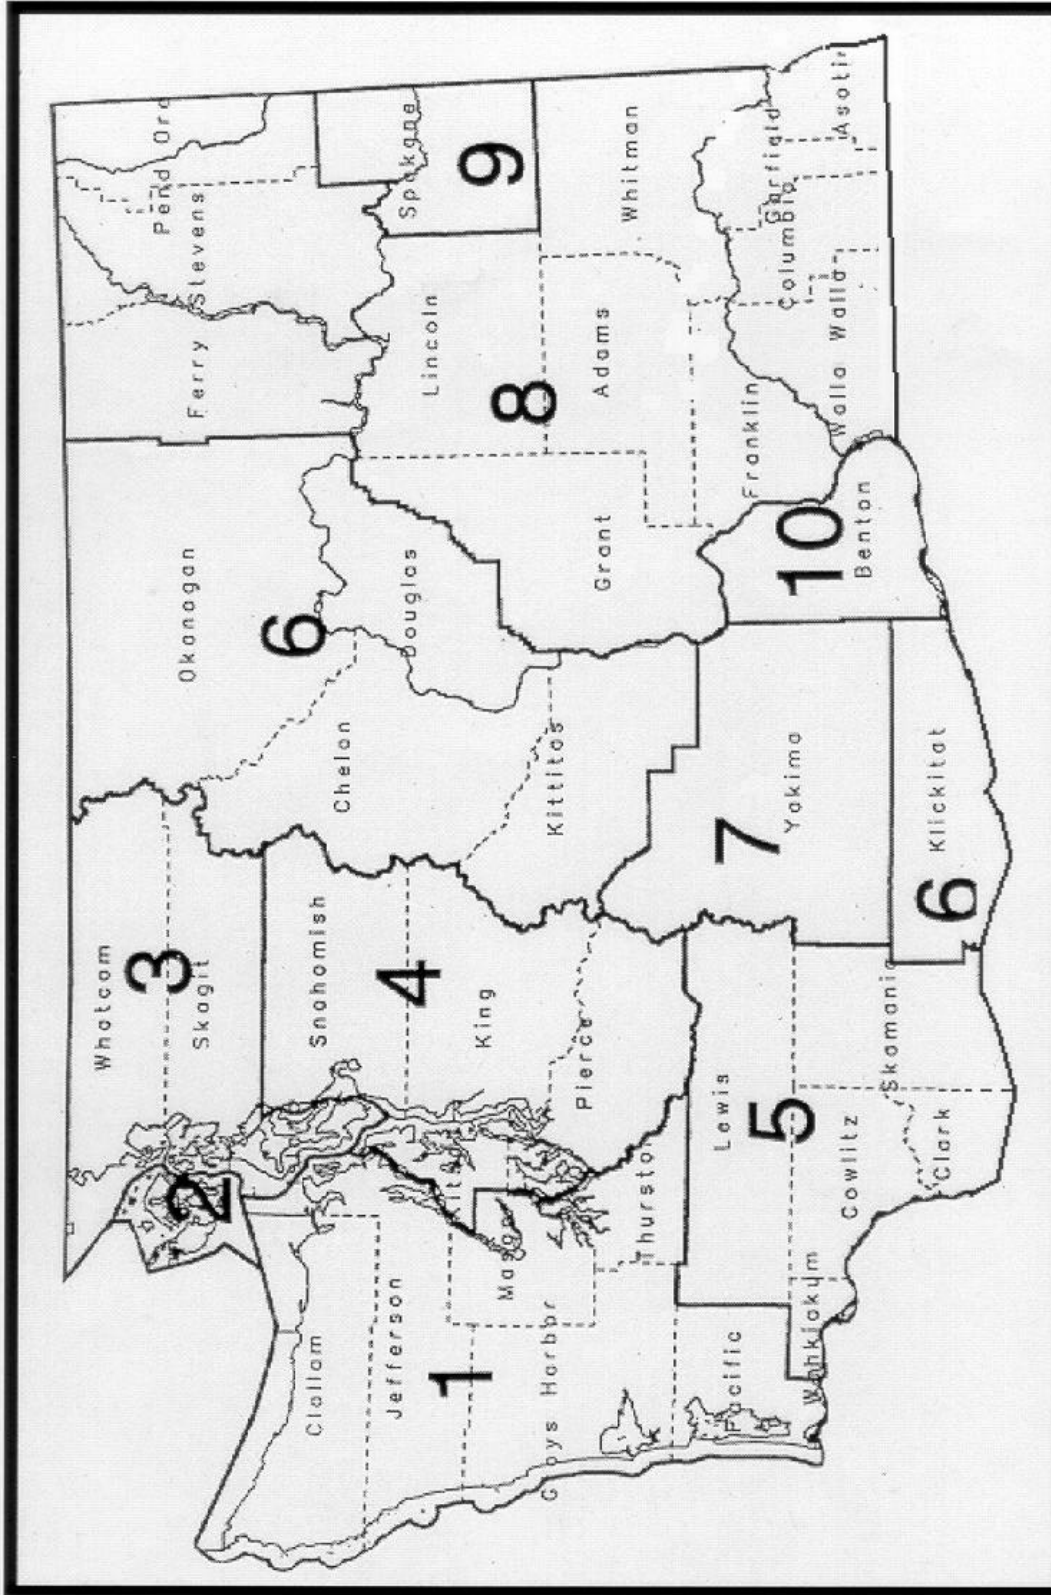 Whatcom
3
Skagit
2
Okanogan
Ferry
Stevens
Pend Ore
Clallam
Snohomish
6
Chelan
Douglas
Jefferson
4
Lincoln
Spokane
9
1
King
Kitsap
Mason
Grays Harbor
Kittitas
Grant
8
Adams
Whitman
Pierce
Thurston
Pacific
Lewis
5
7
Yakima
10
Benton
Franklin
Columbia
Garfield
Walla Walla
Asotin
Wahkiakum
Cowlitz
Skamania
Clark
6
Klickitat